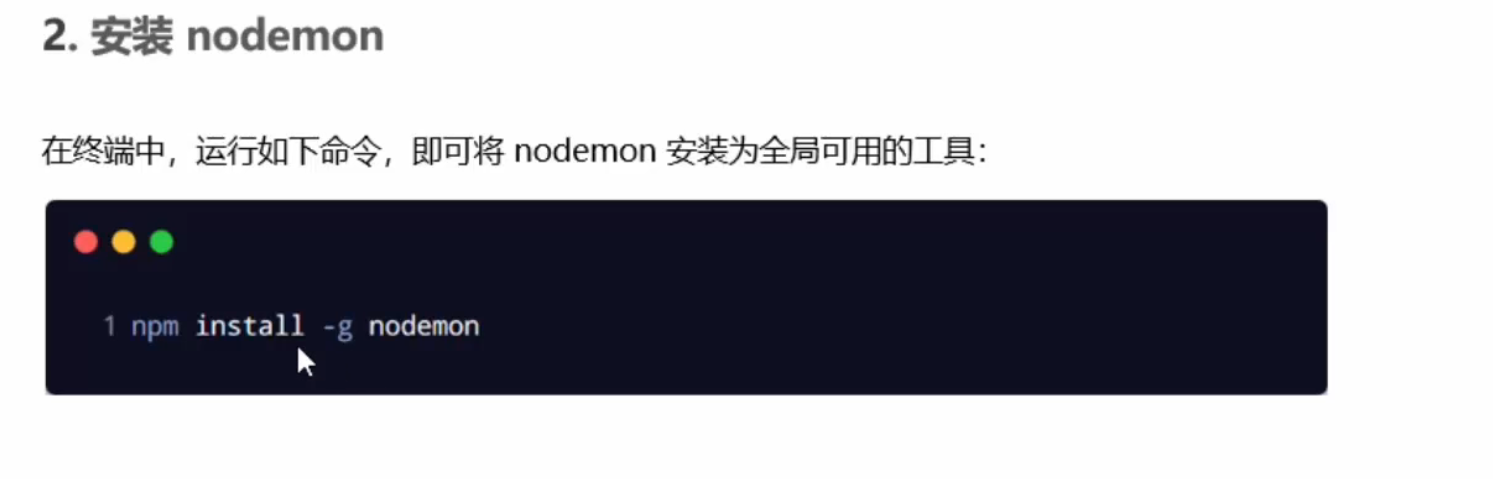 2. 安装 nodemon
在终端中，运行如下命令，即可将 nodemon 安装为全局可用的工具：
1 npm install -g nodemon